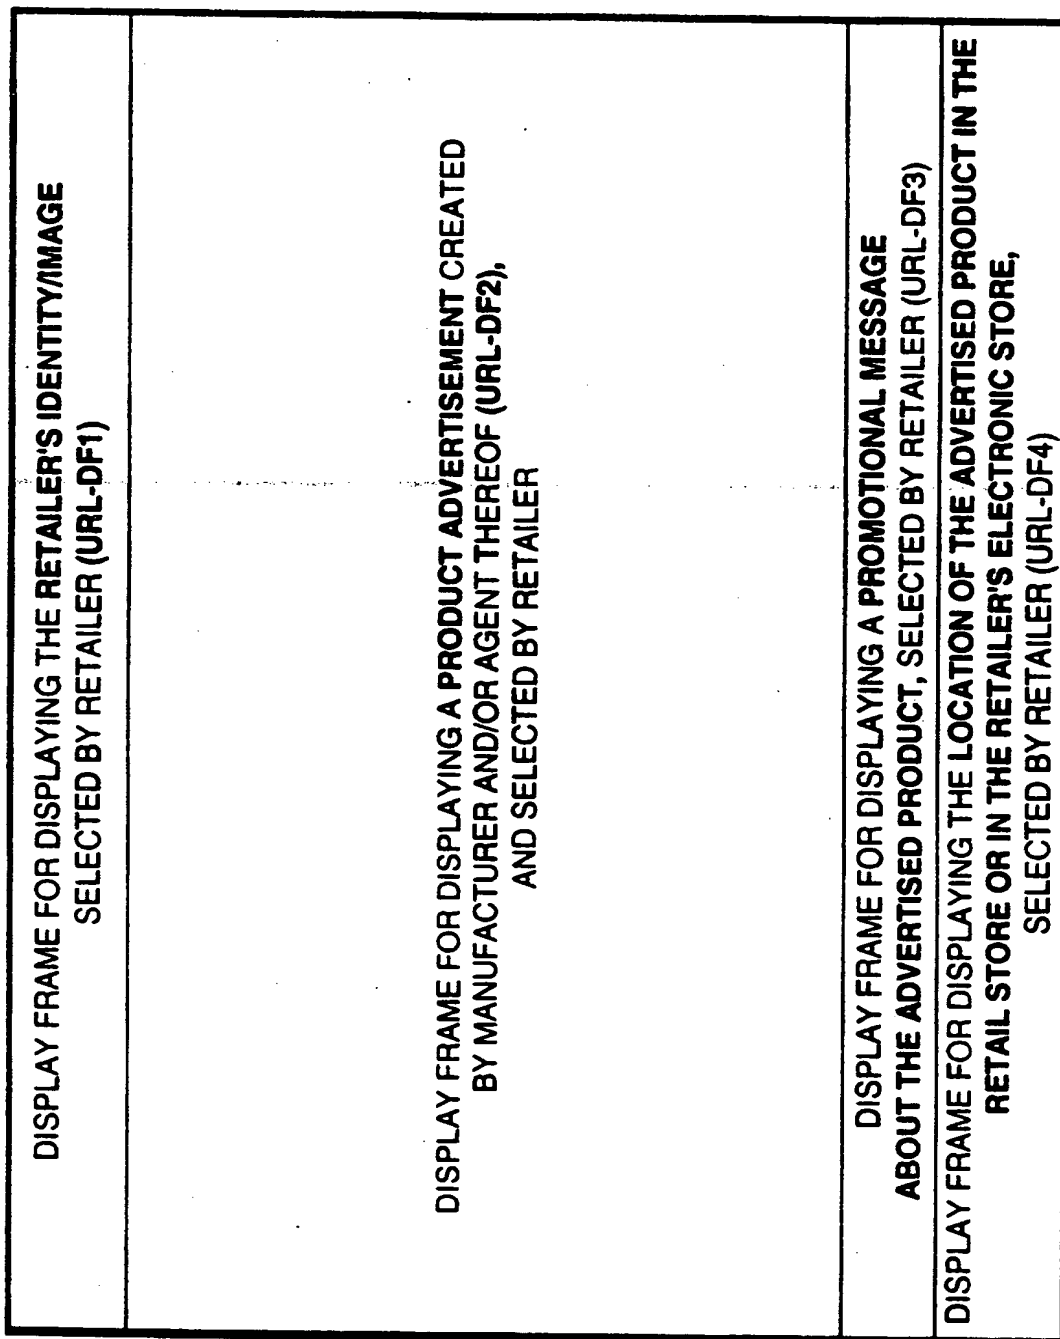 DISPLAY FRAME FOR DISPLAYING THE RETAILER'S IDENTITY/IMAGE
SELECTED BY RETAILER (URL-DF1)
DISPLAY FRAME FOR DISPLAYING A PRODUCT ADVERTISEMENT CREATED
BY MANUFACTURER AND/OR AGENT THEREOF (URL-DF2),
AND SELECTED BY RETAILER
DISPLAY FRAME FOR DISPLAYING A PROMOTIONAL MESSAGE
ABOUT THE ADVERTISED PRODUCT, SELECTED BY RETAILER (URL-DF3)
DISPLAY FRAME FOR DISPLAYING THE LOCATION OF THE ADVERTISED PRODUCT IN THE
RETAIL STORE OR IN THE RETAILER'S ELECTRONIC STORE,
SELECTED BY RETAILER (URL-DF4)